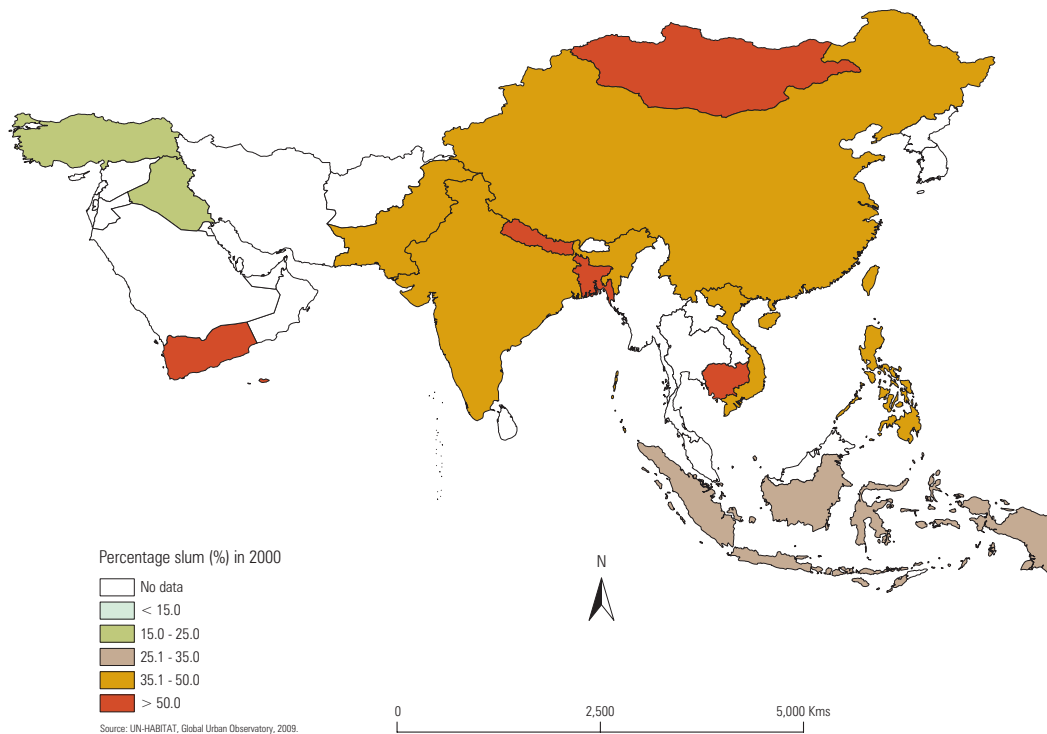 Percentage slum (%) in 2000
No data
< 15.0
15.0 - 25.0
25.1 - 35.0
35.1 - 50.0
> 50.0
Source: UN-HABITAT, Global Urban Observatory, 2009.
N
0 2,500 5,000 Kms